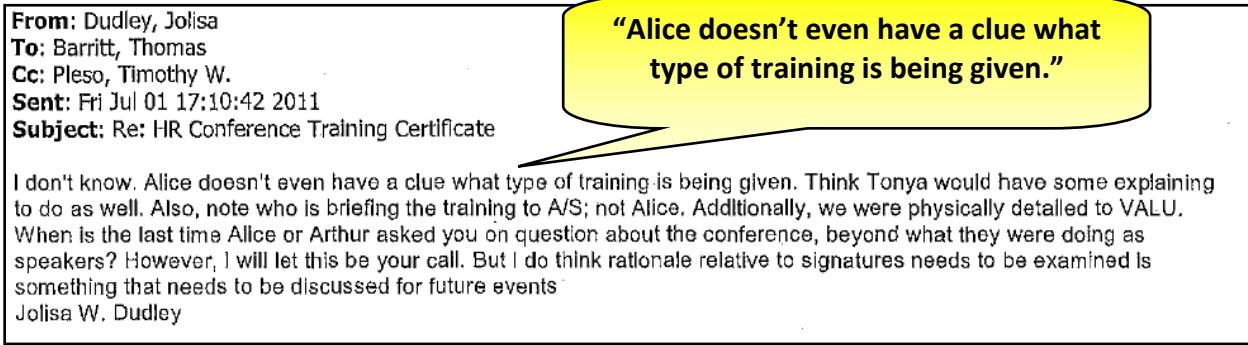 From: Dudley, Jolisa
To: Barritt, Thomas
Cc: Pleso, Timothy W.
Sent: Fri Jul 01 17:10:42 2011
Subject: Re: HR Conference Training Certificate
“Alice doesn’t even have a clue what
type of training is being given.”
I don't know. Alice doesn't even have a clue what type of training is being given. Think Tonya would have some explaining
to do as well. Also, note who is briefing the training to A/S; not Alice. Additionally, we were physically detailed to VALU.
When is the last time Alice or Arthur asked you on question about the conference, beyond what they were doing as
speakers? However, I will let this be your call. But I do think rationale relative to signatures needs to be examined is
something that needs to be discussed for future events
Jolisa W. Dudley